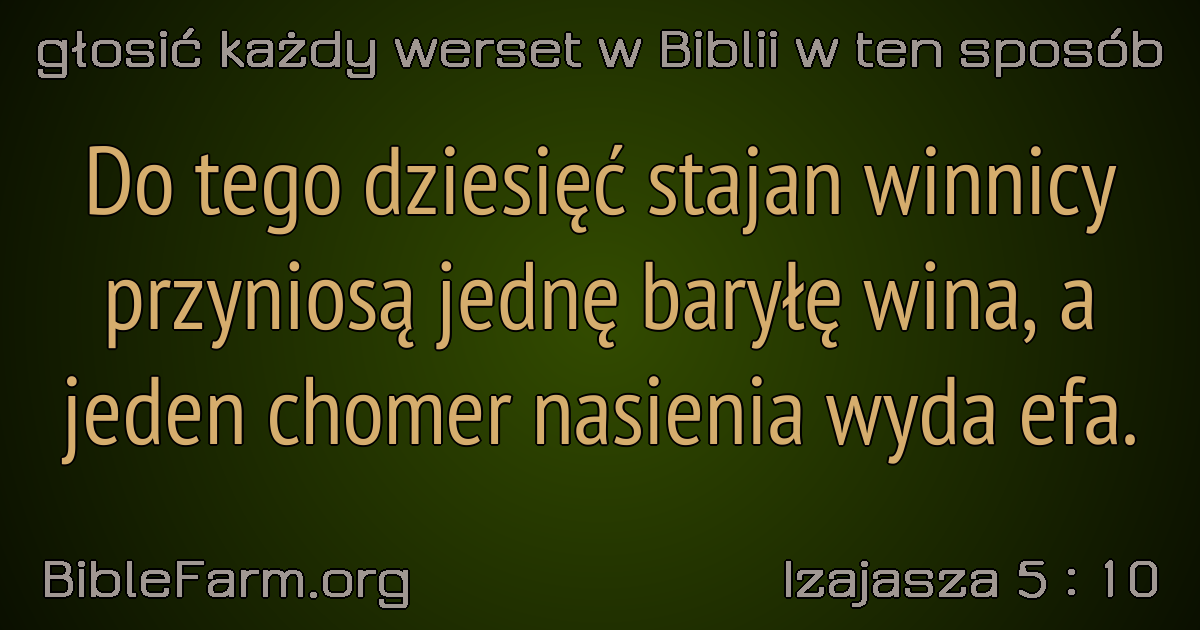 głosić każdy werset w Biblii w ten sposób
Do tego dziesięć stajan winnicy
przyniosą jednę baryłę wina, a
jeden chomer nasienia wyda efa.
BibleFarm.org
Izajasza 5 : 10